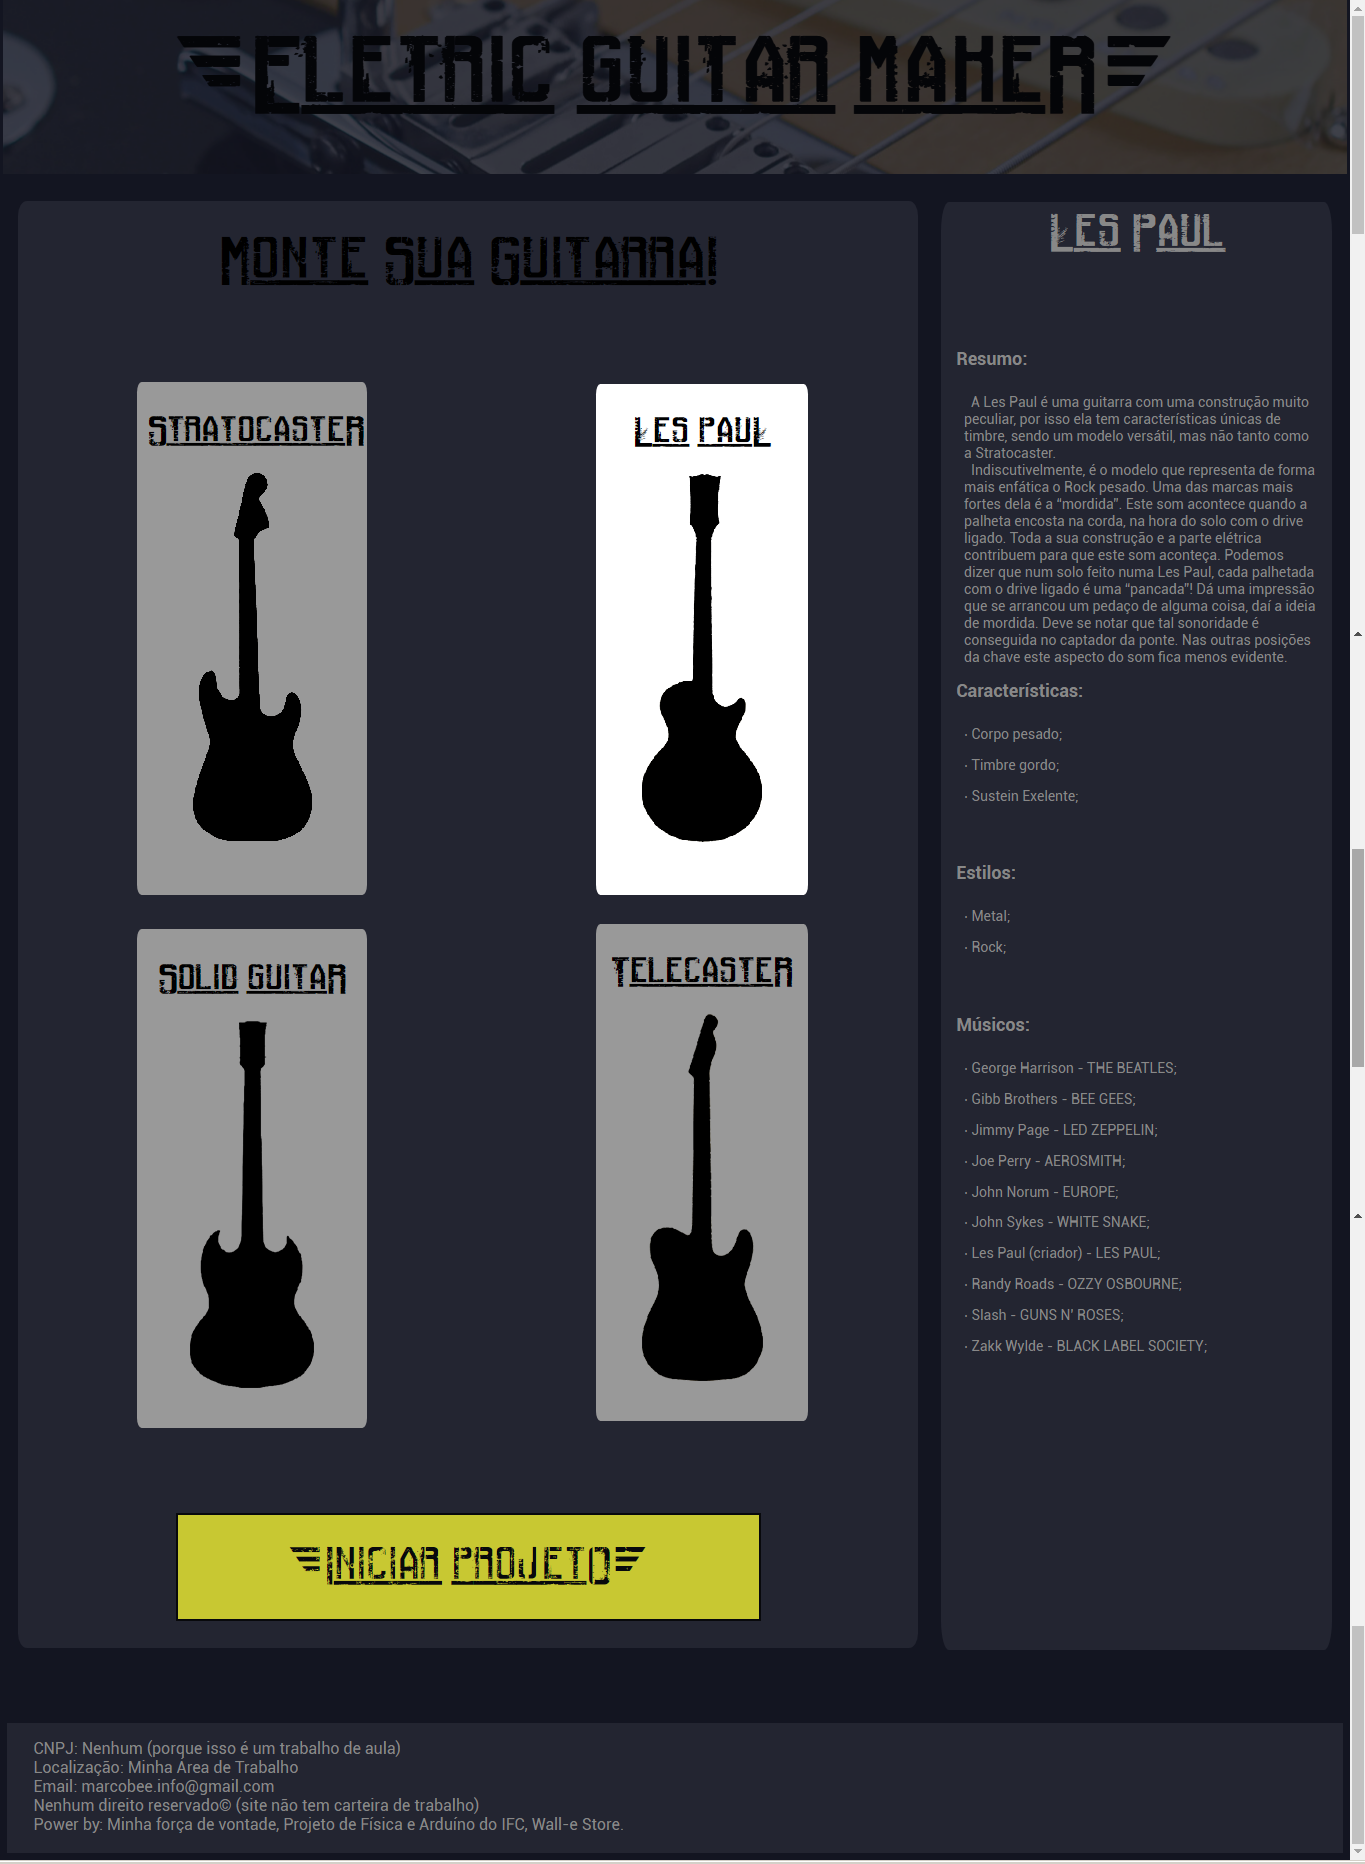 ELETRIC GUITAR MAKER
MONTE SUA GUITARRA!
STRATOCASTER
LES PAUL
SOLID GUITAR
TELECASTER
INICIAR PROJETO
LES PAUL
Resumo:
A Les Paul é uma guitarra com uma construção muito
peculiar, por isso ela tem características únicas de
timbre, sendo um modelo versátil, mas não tanto como
a Stratocaster.
Indiscutivelmente, é o modelo que representa de forma
mais enfática o Rock pesado. Uma das marcas mais
fortes dela é a “mordida”. Este som acontece quando a
palheta encosta na corda, na hora do solo com o drive
ligado. Toda a sua construção e a parte elétrica
contribuem para que este som aconteça. Podemos
dizer que num solo feito numa Les Paul, cada palhetada
com o drive ligado é uma “pancada”! Dá uma impressão
que se arrancou um pedaço de alguma coisa, daí a ideia
de mordida. Deve se notar que tal sonoridade é
conseguida no captador da ponte. Nas outras posições
da chave este aspecto do som fica menos evidente.
Características:
· Corpo pesado;
· Timbre gordo;
· Sustein Exelente;
Estilos:
· Metal;
· Rock;
Músicos:
· George Harrison - THE BEATLES;
· Gibb Brothers - BEE GEES;
· Jimmy Page - LED ZEPPELIN;
· Joe Perry - AEROSMITH;
· John Norum - EUROPE;
· John Sykes - WHITE SNAKE;
· Les Paul (criador) - LES PAUL;
· Randy Roads - OZZY OSBOURNE;
· Slash - GUNS N' ROSES;
· Zakk Wylde - BLACK LABEL SOCIETY;
CNPJ: Nenhum (porque isso é um trabalho de aula)
Localização: Minha Área de Trabalho
Email: marcobee.info@gmail.com
Nenhum direito reservado© (site não tem carteira de trabalho)
Power by: Minha força de vontade, Projeto de Física e Arduíno do IFC, Wall-e Store.